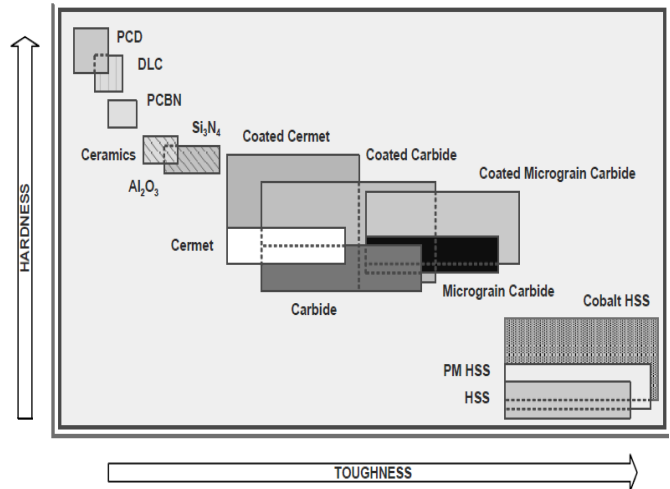 PCD
DLC
PCBN
Si₃N₄
Ceramics
Al₂O₃
Coated Cermet
Coated Carbide
Coated Micrograin Carbide
Cermet
Carbide
Micrograin Carbide
Cobalt HSS
PM HSS
HSS
HARDNESS
TOUGHNESS